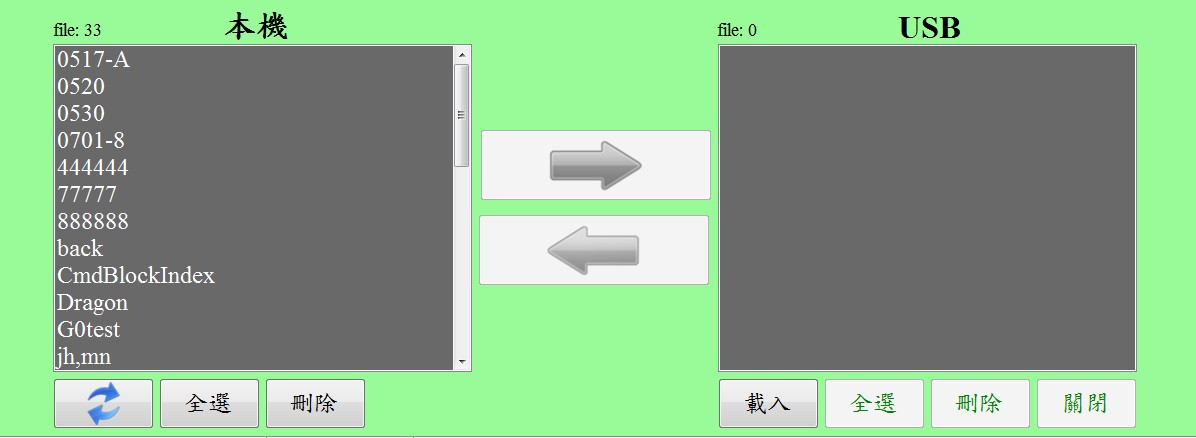 file: 33
本機
0517-A
0520
0530
0701-8
444444
77777
888888
back
CmdBlockIndex
Dragon
G0test
jh,mn
全選
刪除
file: 0
USB
載入
全選
刪除
關閉